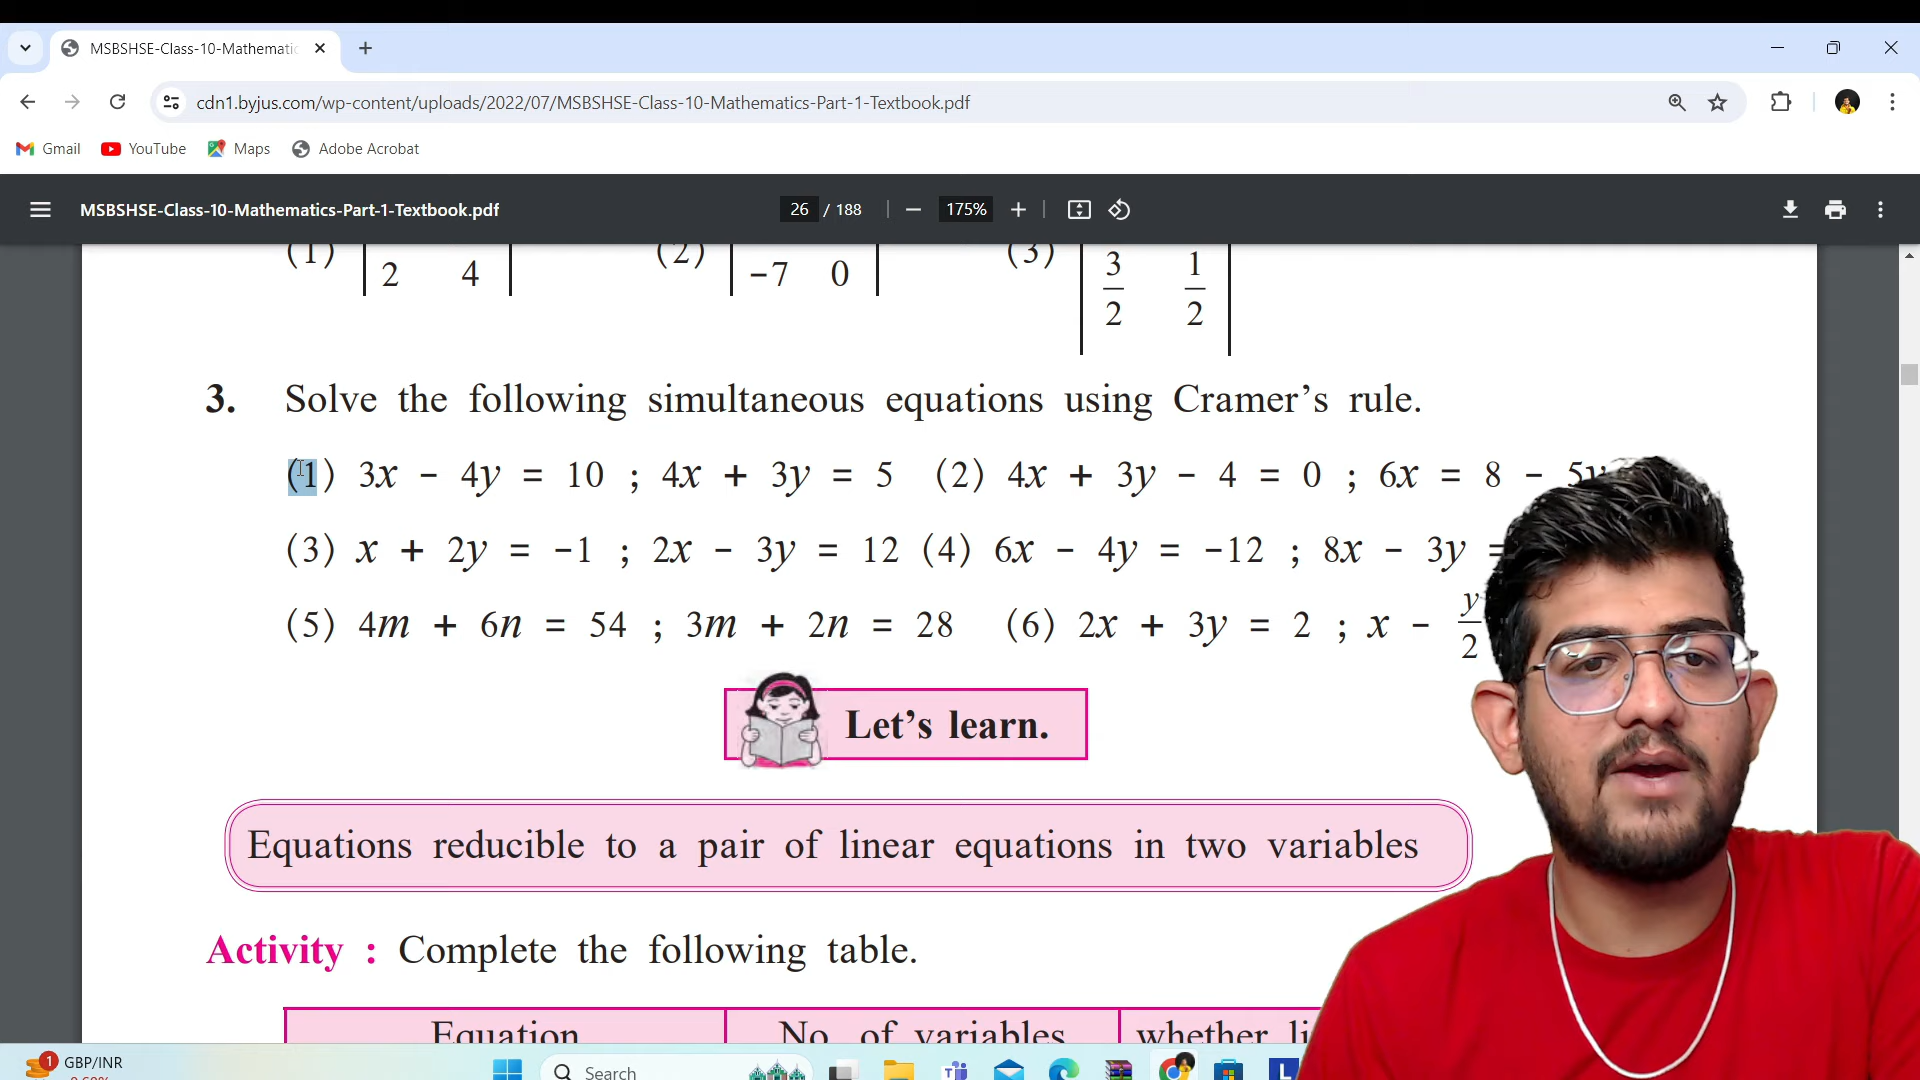 MSBSHSE-Class-10-Mathematic
cdn1.byjus.com/wp-content/uploads/2022/07/MSBSHSE-Class-10-Mathematics-Part-1-Textbook.pdf
Gmail YouTube Maps Adobe Acrobat
MSBSHSE-Class-10-Mathematics-Part-1-Textbook.pdf 26 / 188 175%
(1) | 2 4 | (2) | −7 0 | (3) | 3/2 1/2 |
3. Solve the following simultaneous equations using Cramer's rule.
(1) 3x − 4y = 10 ; 4x + 3y = 5 (2) 4x + 3y − 4 = 0 ; 6x = 8 − 5y
(3) x + 2y = −1 ; 2x − 3y = 12 (4) 6x − 4y = −12 ; 8x − 3y =
(5) 4m + 6n = 54 ; 3m + 2n = 28 (6) 2x + 3y = 2 ; x − y/2
Let's learn.
Equations reducible to a pair of linear equations in two variables
Activity : Complete the following table.
Equation No. of variables whether
1 GBP/INR
Search